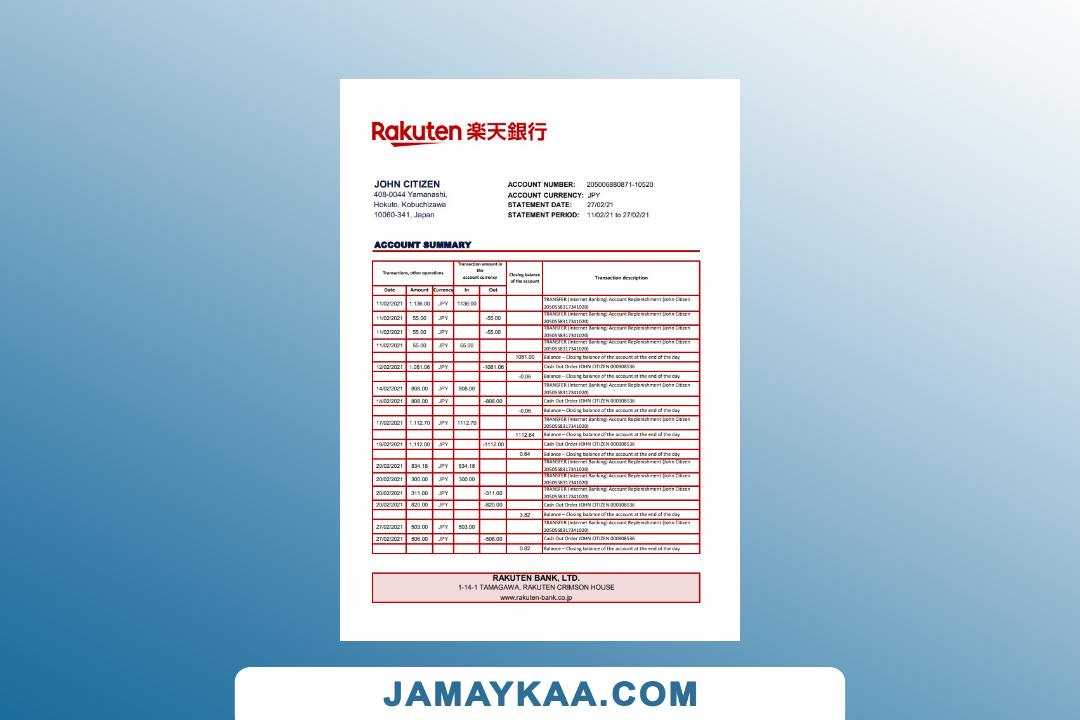 Rakuten 楽天銀行
JOHN CITIZEN
408-0044 Yamanashi,
Hokuto, Kobuchizawa
10060-341, Japan
ACCOUNT NUMBER: 205006880871-10520
ACCOUNT CURRENCY: JPY
STATEMENT DATE: 27/02/21
STATEMENT PERIOD: 11/02/21 to 27/02/21
ACCOUNT SUMMARY
Transactions, other operations
Transaction amount in
the
account currency
Closing balance
of the account
Transaction description
Date Amount Currency In Out
11/02/2021 1,136.00 JPY 1136.00 TRANSFER (Internet Banking) Account Replenishment (John Citizen
2050558317341020)
11/02/2021 55.00 JPY -55.00 TRANSFER (Internet Banking) Account Replenishment (John Citizen
2050558317341020)
11/02/2021 55.00 JPY -55.00 TRANSFER (Internet Banking) Account Replenishment (John Citizen
2050558317341020)
11/02/2021 55.00 JPY 55.00 TRANSFER (Internet Banking) Account Replenishment (John Citizen
2050558317341020)
1081.00 Balance – Closing balance of the account at the end of the day
12/02/2021 1,081.06 JPY -1081.06 Cash Out Order JOHN CITIZEN 000308536
-0.06 Balance – Closing balance of the account at the end of the day
14/02/2021 808.00 JPY 808.00 TRANSFER (Internet Banking) Account Replenishment (John Citizen
2050558317341020)
14/02/2021 808.00 JPY -808.00 Cash Out Order JOHN CITIZEN 000308536
-0.06 Balance – Closing balance of the account at the end of the day
17/02/2021 1,112.70 JPY 1112.70 TRANSFER (Internet Banking) Account Replenishment (John Citizen
2050558317341020)
1112.64 Balance – Closing balance of the account at the end of the day
19/02/2021 1,112.00 JPY -1112.00 Cash Out Order JOHN CITIZEN 000308536
0.64 Balance – Closing balance of the account at the end of the day
20/02/2021 834.18 JPY 834.18 TRANSFER (Internet Banking) Account Replenishment (John Citizen
2050558317341020)
20/02/2021 300.00 JPY 300.00 TRANSFER (Internet Banking) Account Replenishment (John Citizen
2050558317341020)
20/02/2021 311.00 JPY -311.00 TRANSFER (Internet Banking) Account Replenishment (John Citizen
2050558317341020)
20/02/2021 820.00 JPY -820.00 Cash Out Order JOHN CITIZEN 000308536
3.82 Balance – Closing balance of the account at the end of the day
27/02/2021 603.00 JPY 603.00 TRANSFER (Internet Banking) Account Replenishment (John Citizen
2050558317341020)
27/02/2021 606.00 JPY -606.00 Cash Out Order JOHN CITIZEN 000308536
0.82 Balance – Closing balance of the account at the end of the day
RAKUTEN BANK, LTD.
1-14-1 TAMAGAWA, RAKUTEN CRIMSON HOUSE
www.rakuten-bank.co.jp
JAMAYKAA.COM